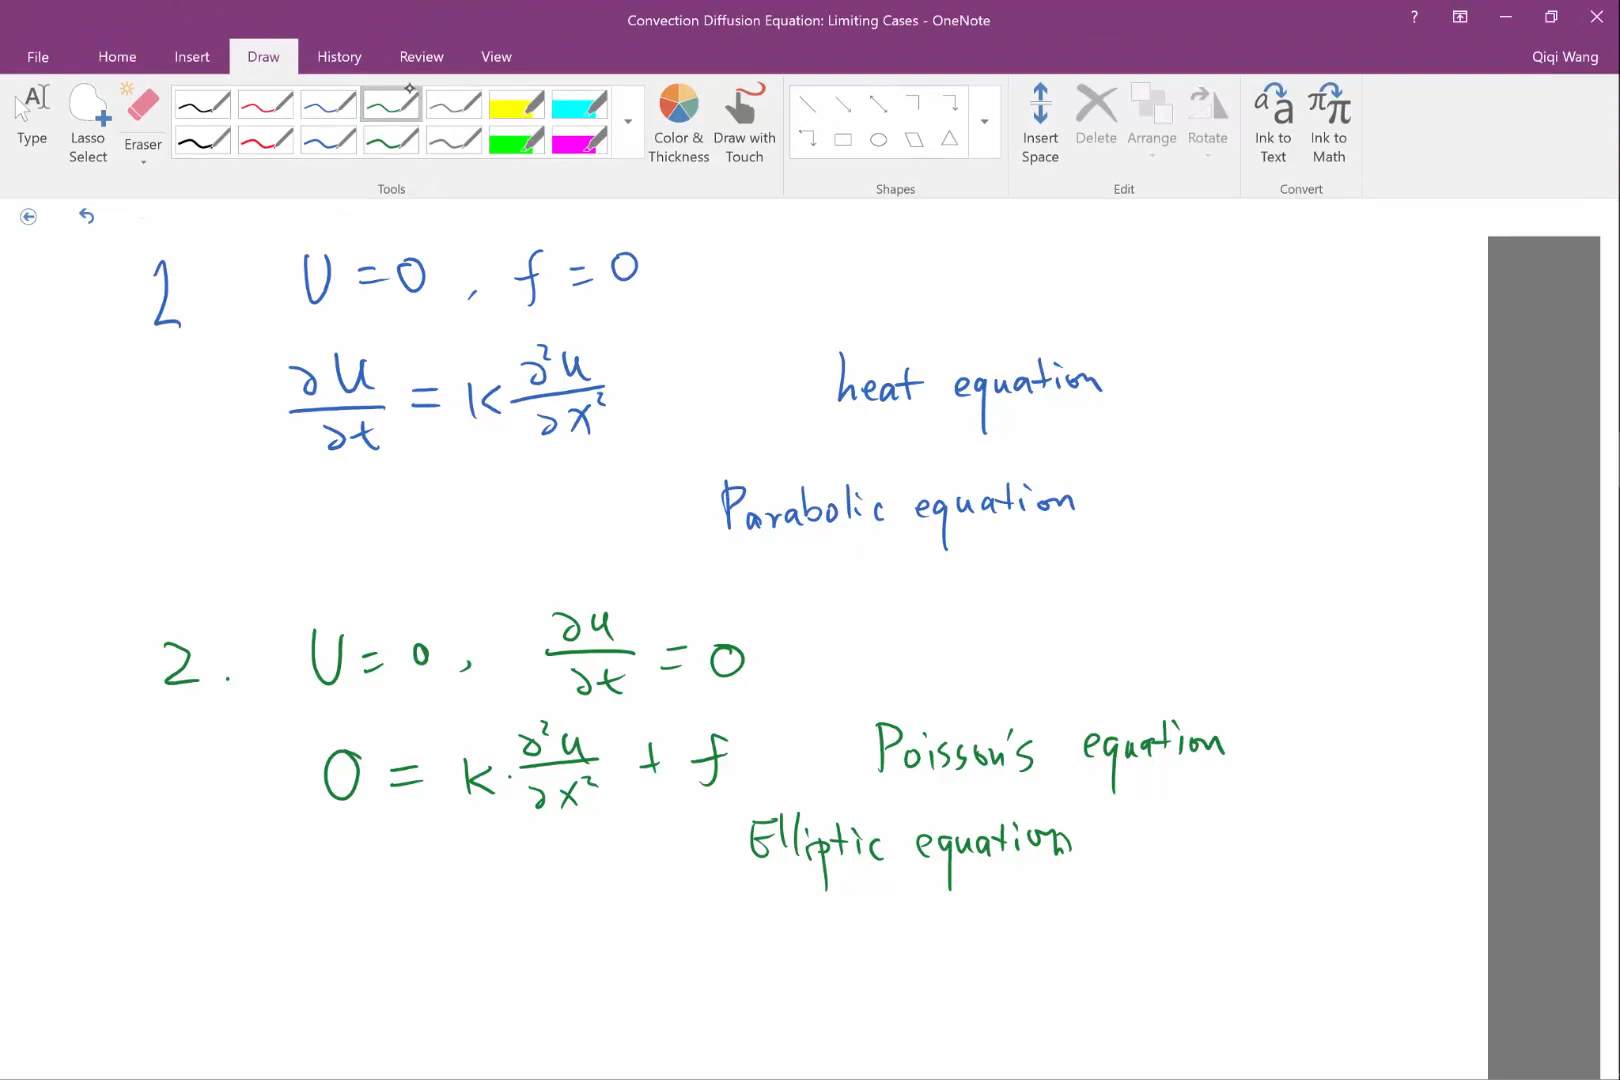 Convection Diffusion Equation: Limiting Cases - OneNote
?
File Home Insert Draw History Review View
Qiqi Wang
Type
Lasso Select
Eraser
Color & Thickness
Draw with Touch
Insert Space
Delete
Arrange
Rotate
Ink to Text
Ink to Math
Tools
Shapes
Edit
Convert
1 U = 0 , f = 0
∂u/∂t = κ ∂²u/∂x² heat equation
Parabolic equation
2. U = 0 , ∂u/∂t = 0
0 = κ · ∂²u/∂x² + f Poisson's equation
Elliptic equation